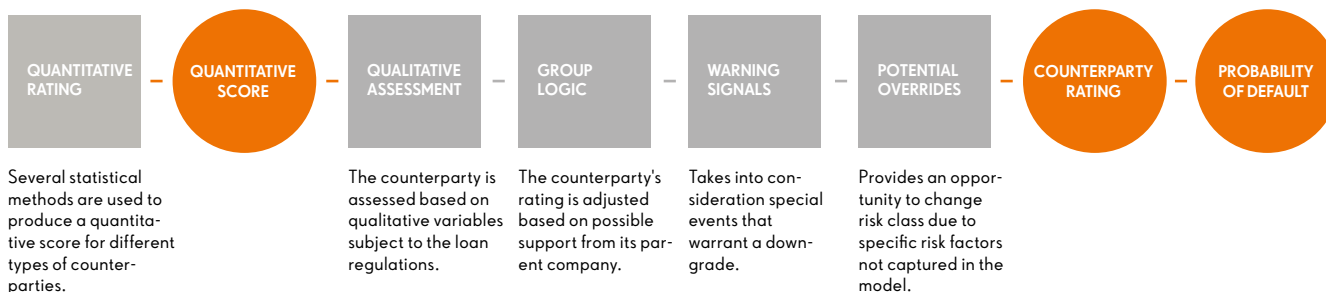 QUANTITATIVE
RATING
QUANTITATIVE
SCORE
QUALITATIVE
ASSESSMENT
GROUP
LOGIC
WARNING
SIGNALS
POTENTIAL
OVERRIDES
COUNTERPARTY
RATING
PROBABILITY
OF DEFAULT
Several statistical
methods are used to
produce a quantita-
tive score for different
types of counter-
parties.
The counterparty is
assessed based on
qualitative variables
subject to the loan
regulations.
The counterparty's
rating is adjusted
based on possible
support from its par-
ent company.
Takes into con-
sideration special
events that
warrant a down-
grade.
Provides an oppor-
tunity to change
risk class due to
specific risk factors
not captured in the
model.